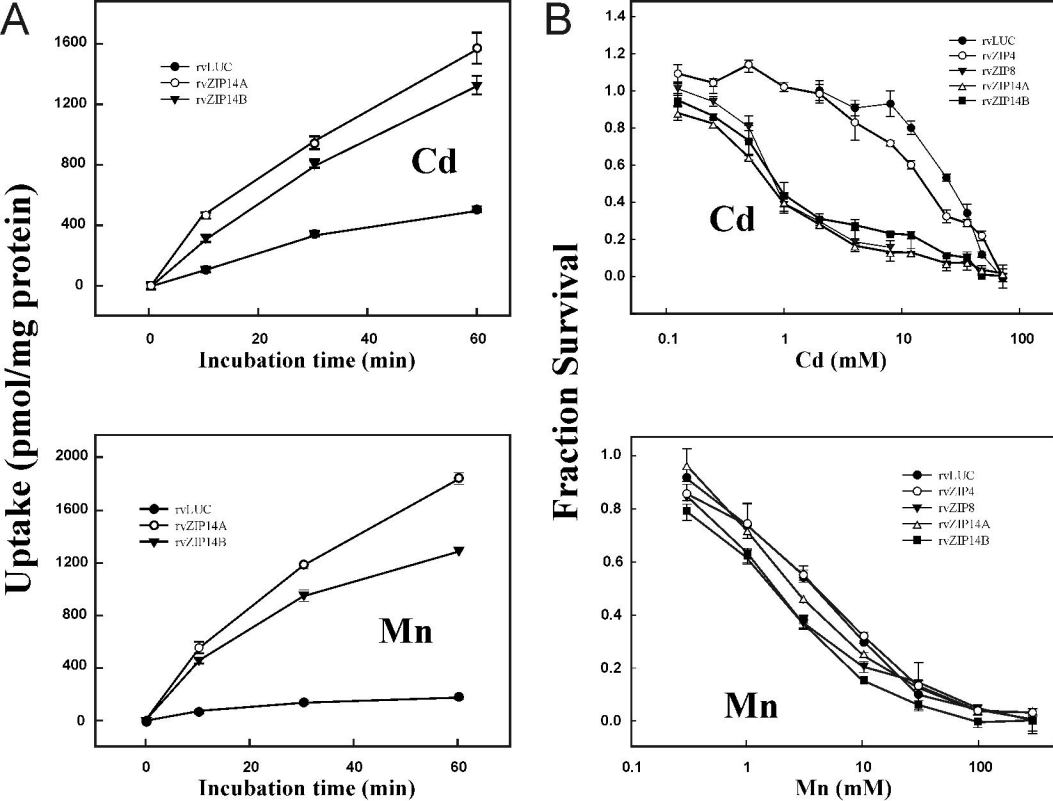 A
Uptake (pmol/mg protein)
1600
1200
800
400
0
rvLUC
rvZIP14A
rvZIP14B
Cd
0 20 40 60
Incubation time (min)
2000
1600
1200
800
400
0
rvLUC
rvZIP14A
rvZIP14B
Mn
0 20 40 60
Incubation time (min)
B
Fraction Survival
1.4
1.2
1.0
0.8
0.6
0.4
0.2
0.0
rvLUC
rvZIP4
rvZIP8
rvZIP14A
rvZIP14B
Cd
0.1 1 10 100
Cd (mM)
1.0
0.8
0.6
0.4
0.2
0.0
rvLUC
rvZIP4
rvZIP8
rvZIP14A
rvZIP14B
Mn
0.1 1 10 100
Mn (mM)